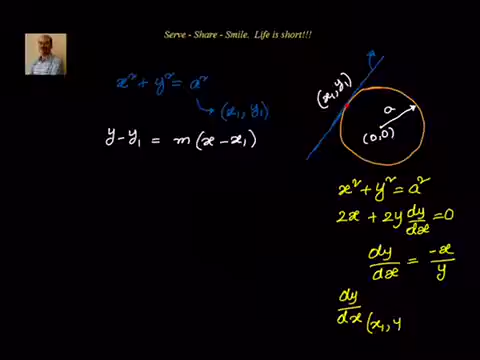 Serve - Share - Smile. Life is short!!!
x² + y² = a²
(x₁, y₁)
y - y₁ = m(x - x₁)
(x₁, y₁)
a
(0,0)
x² + y² = a²
2x + 2y dy/dx = 0
dy/dx = -x/y
dy/dx (x₁, y